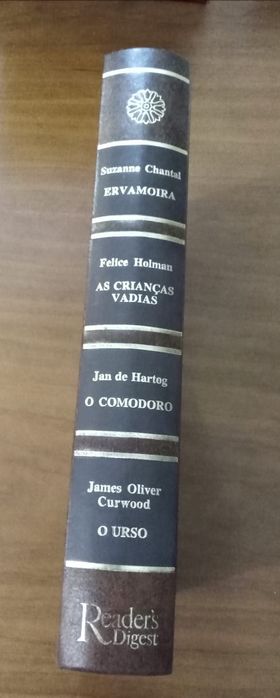 Suzanne Chantal
ERVAMOIRA
Felice Holman
AS CRIANÇAS
VADIAS
Jan de Hartog
O COMODORO
James Oliver
Curwood
O URSO
Reader's
Digest